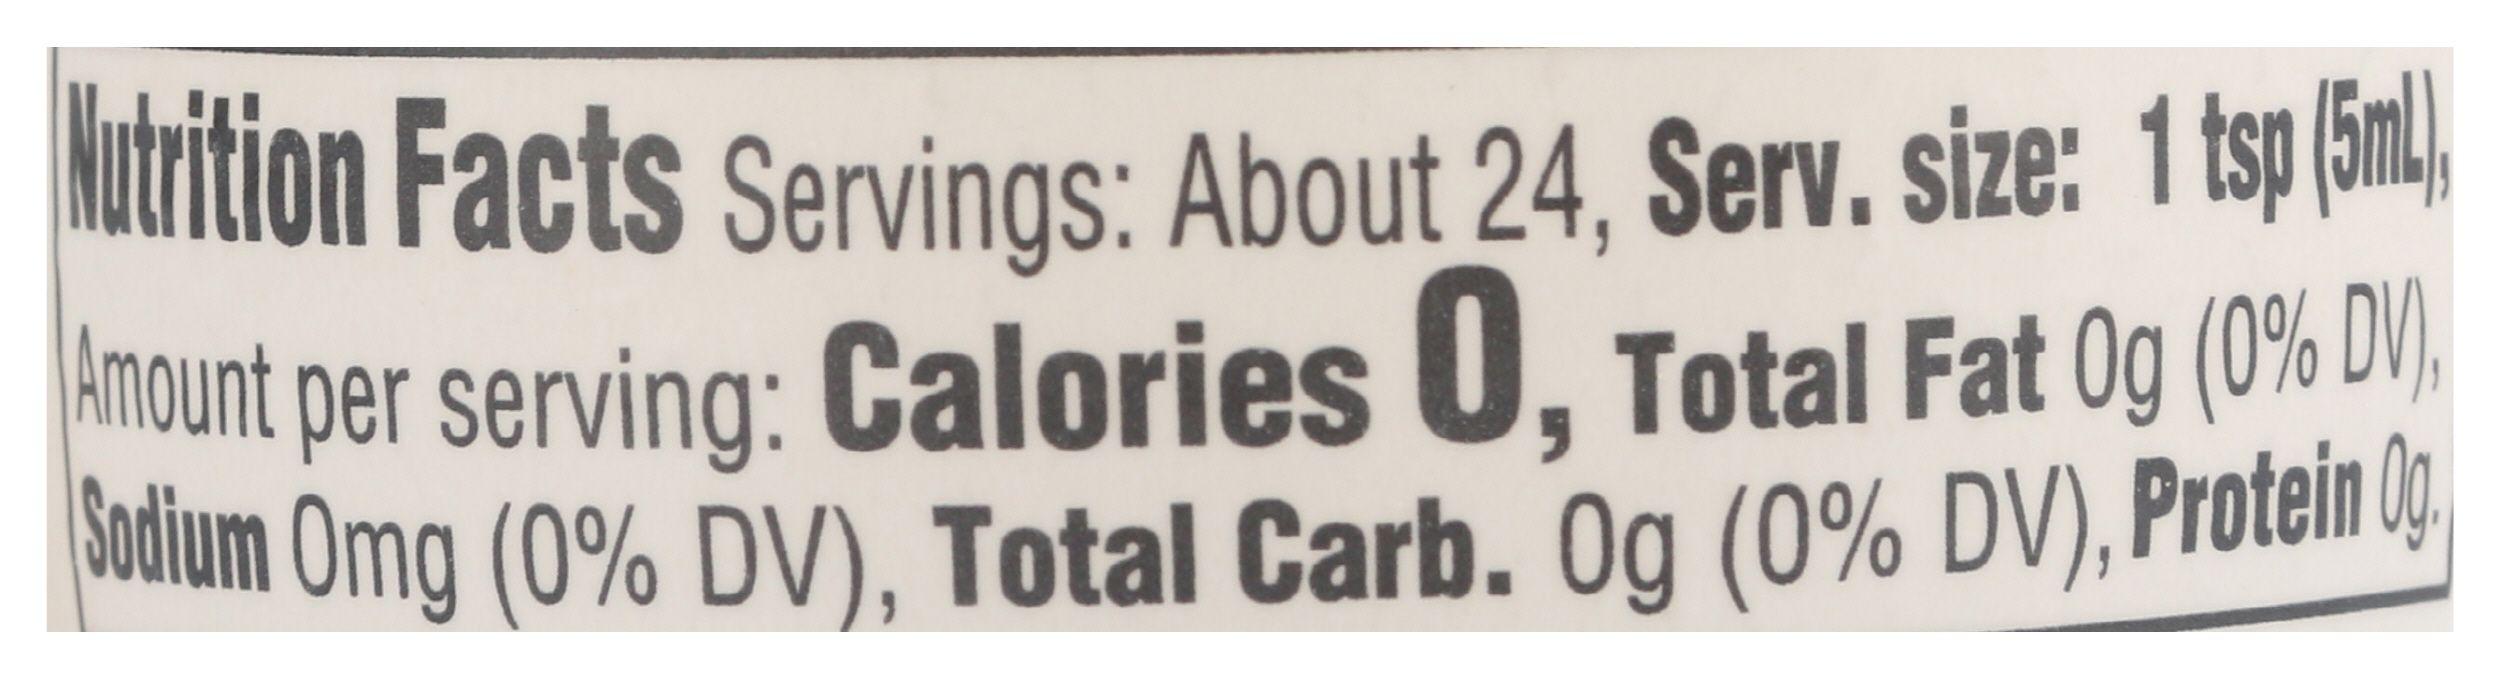 Nutrition Facts Servings: About 24, Serv. size: 1 tsp (5mL),
Amount per serving: Calories 0, Total Fat 0g (0% DV),
Sodium 0mg (0% DV), Total Carb. 0g (0% DV), Protein 0g.